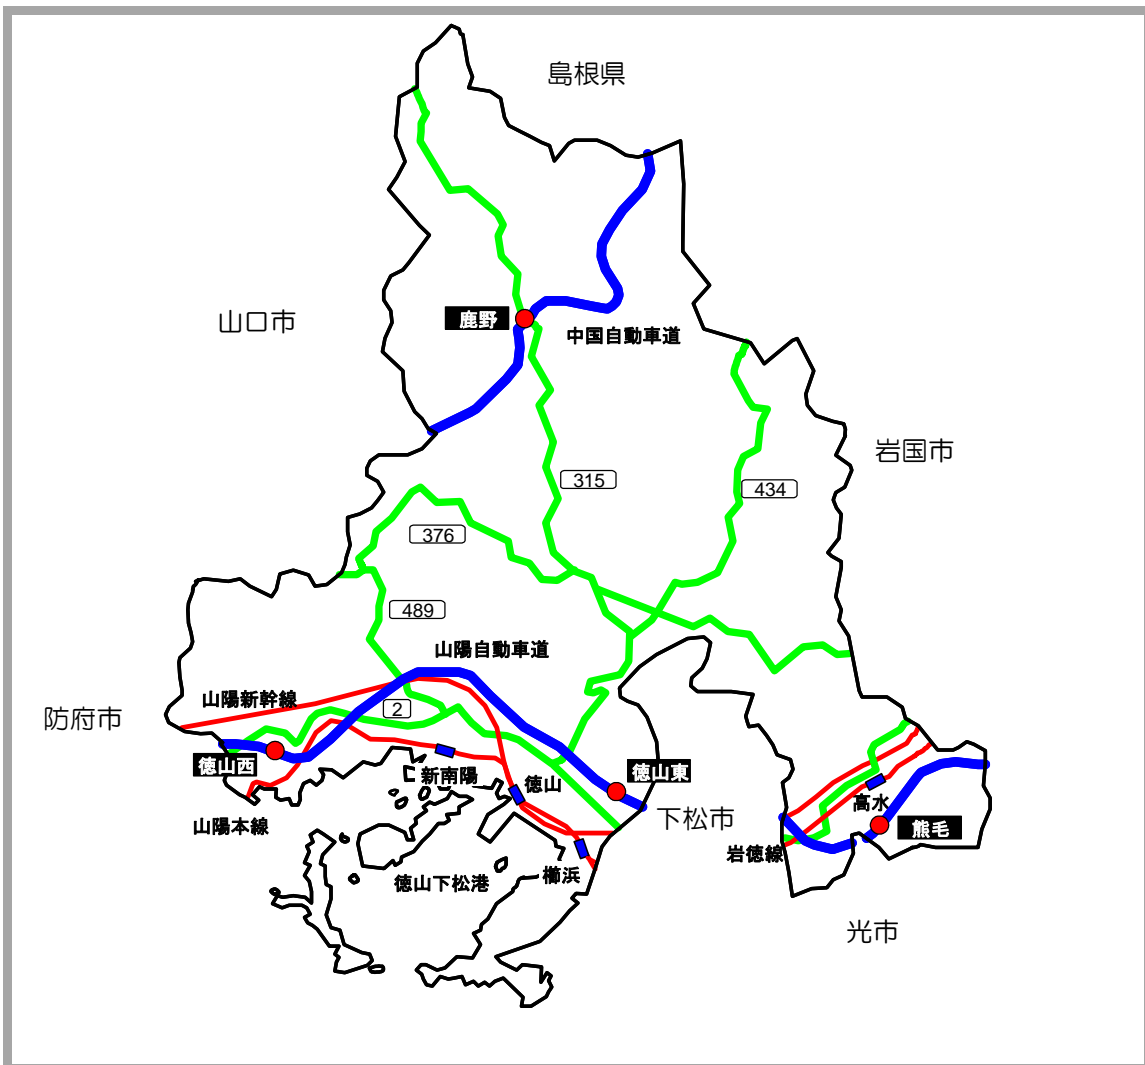 島根県
山口市
鹿野
中国自動車道
岩国市
315
434
376
489
山陽自動車道
山陽新幹線
2
防府市
徳山西
新南陽
徳山
徳山東
高水
下松市
熊毛
山陽本線
岩徳線
徳山下松港
櫛浜
光市